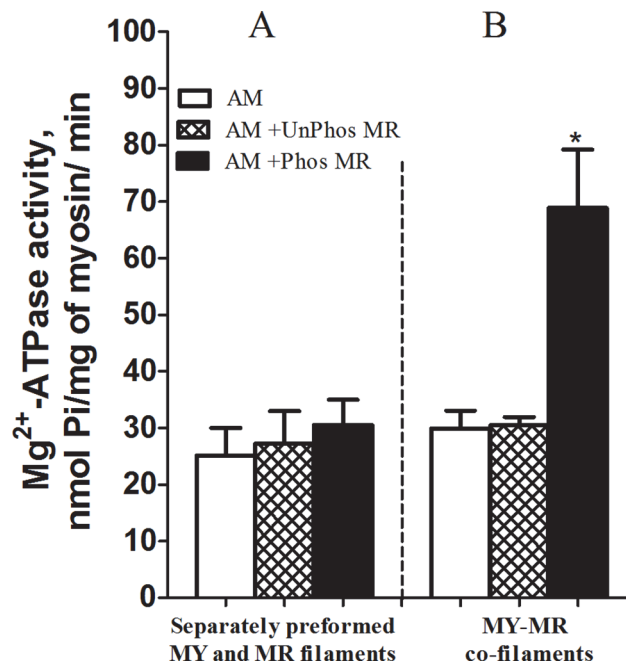 A B
Mg2+-ATPase activity,
nmol Pi/mg of myosin/ min
100
90
80
70
60
50
40
30
20
10
0
AM
AM +UnPhos MR
AM +Phos MR
*
Separately preformed
MY and MR filaments
MY-MR
co-filaments